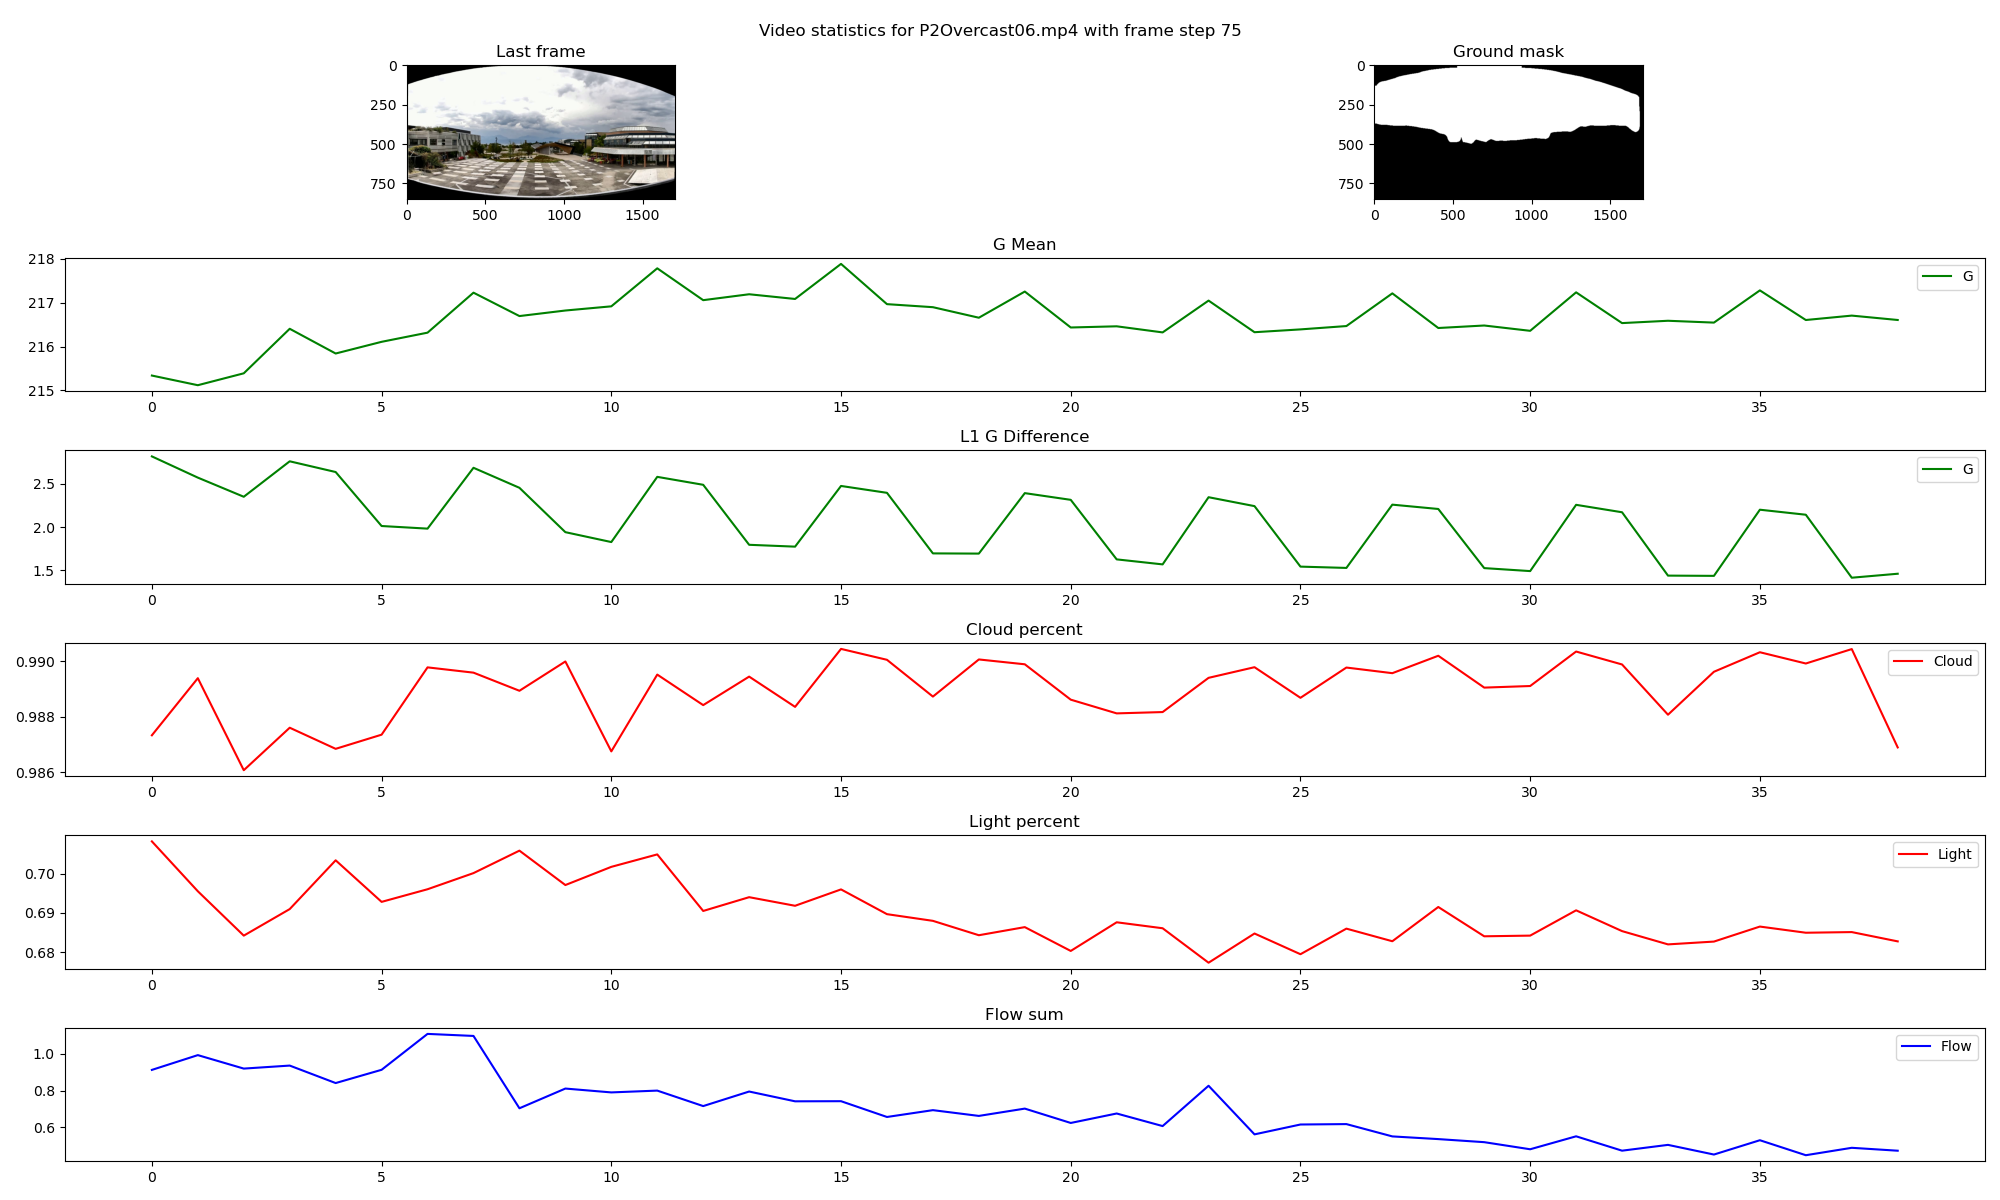 Video statistics for P2Overcast06.mp4 with frame step 75
Last frame
0
250
500
750
0 500 1000 1500
Ground mask
0
250
500
750
0 500 1000 1500
G Mean
218
217
216
215
G
0 5 10 15 20 25 30 35
L1 G Difference
2.5
2.0
1.5
G
0 5 10 15 20 25 30 35
Cloud percent
0.990
0.988
0.986
Cloud
0 5 10 15 20 25 30 35
Light percent
0.70
0.69
0.68
Light
0 5 10 15 20 25 30 35
Flow sum
1.0
0.8
0.6
Flow
0 5 10 15 20 25 30 35